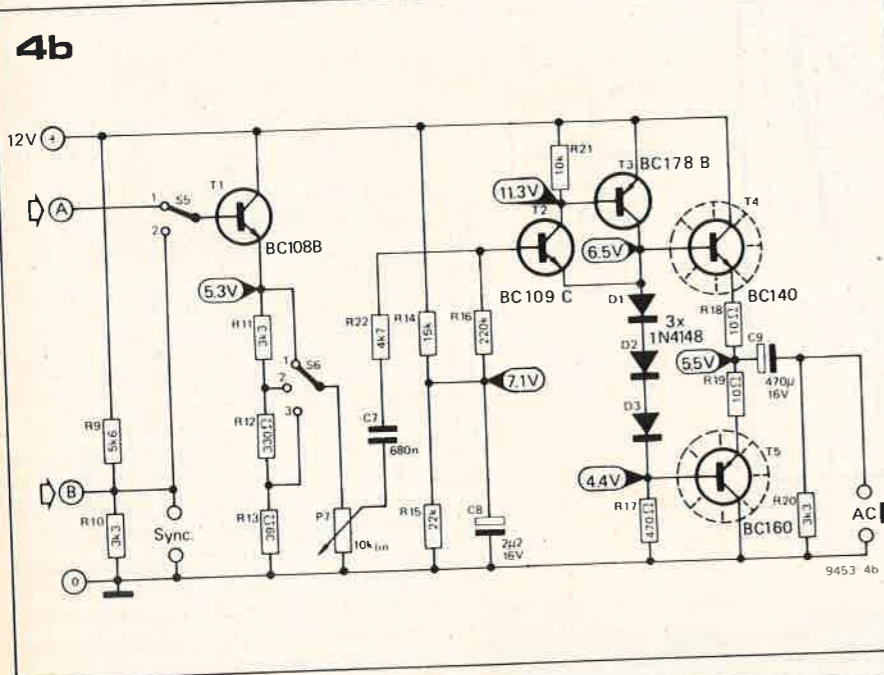 4b
12V +
A
1
S5
2
T1
BC108B
5.3V
R11
3k3
1
S6
2
3
R12
330Ω
R13
39Ω
R9
5k6
B
R10
3k3
Sync.
0
P7
10k lin
R22
4k7
C7
680n
R14
15k
R15
22k
R16
220k
7.1V
C8
2µ2
16V
R21
10k
11.3V
T2
BC109 C
T3
BC178 B
6.5V
D1
D2
D3
3x
1N4148
4.4V
R17
470Ω
T4
BC140
R18
10Ω
5.5V
R19
10Ω
C9
470µ
16V
T5
BC160
R20
3k3
AC
9453 4b